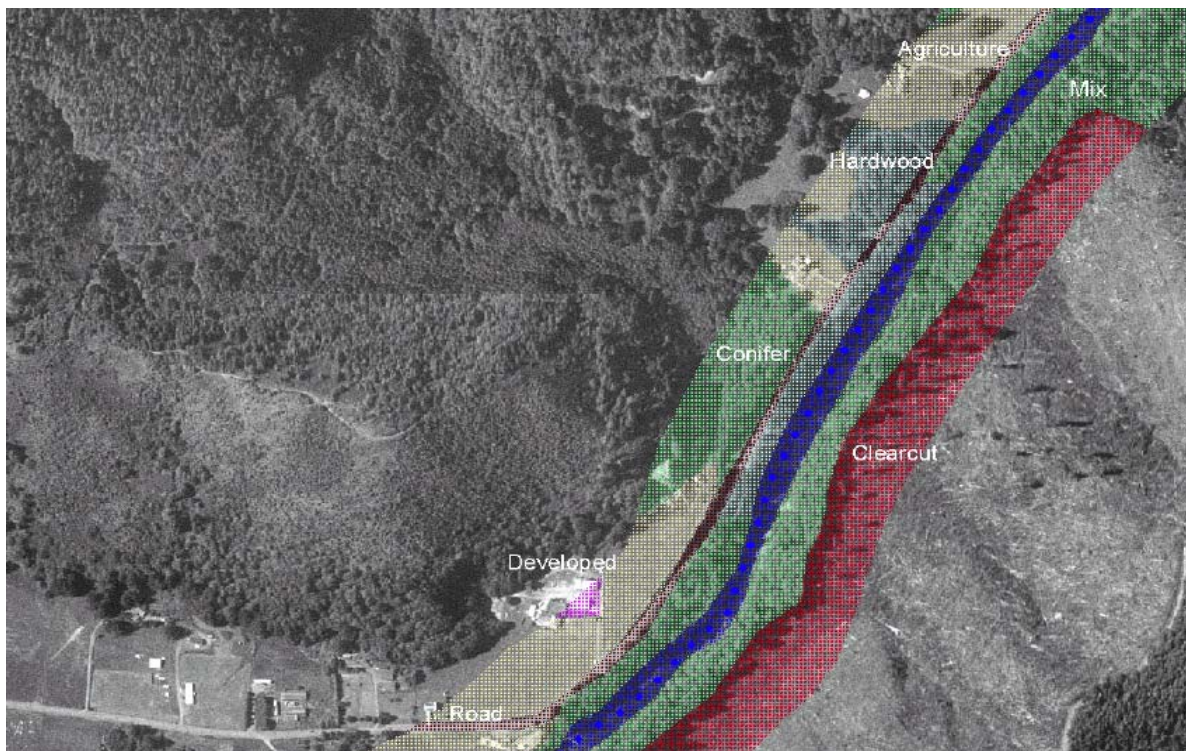 Agriculture
Mix
Hardwood
Conifer
Clearcut
Developed
Road